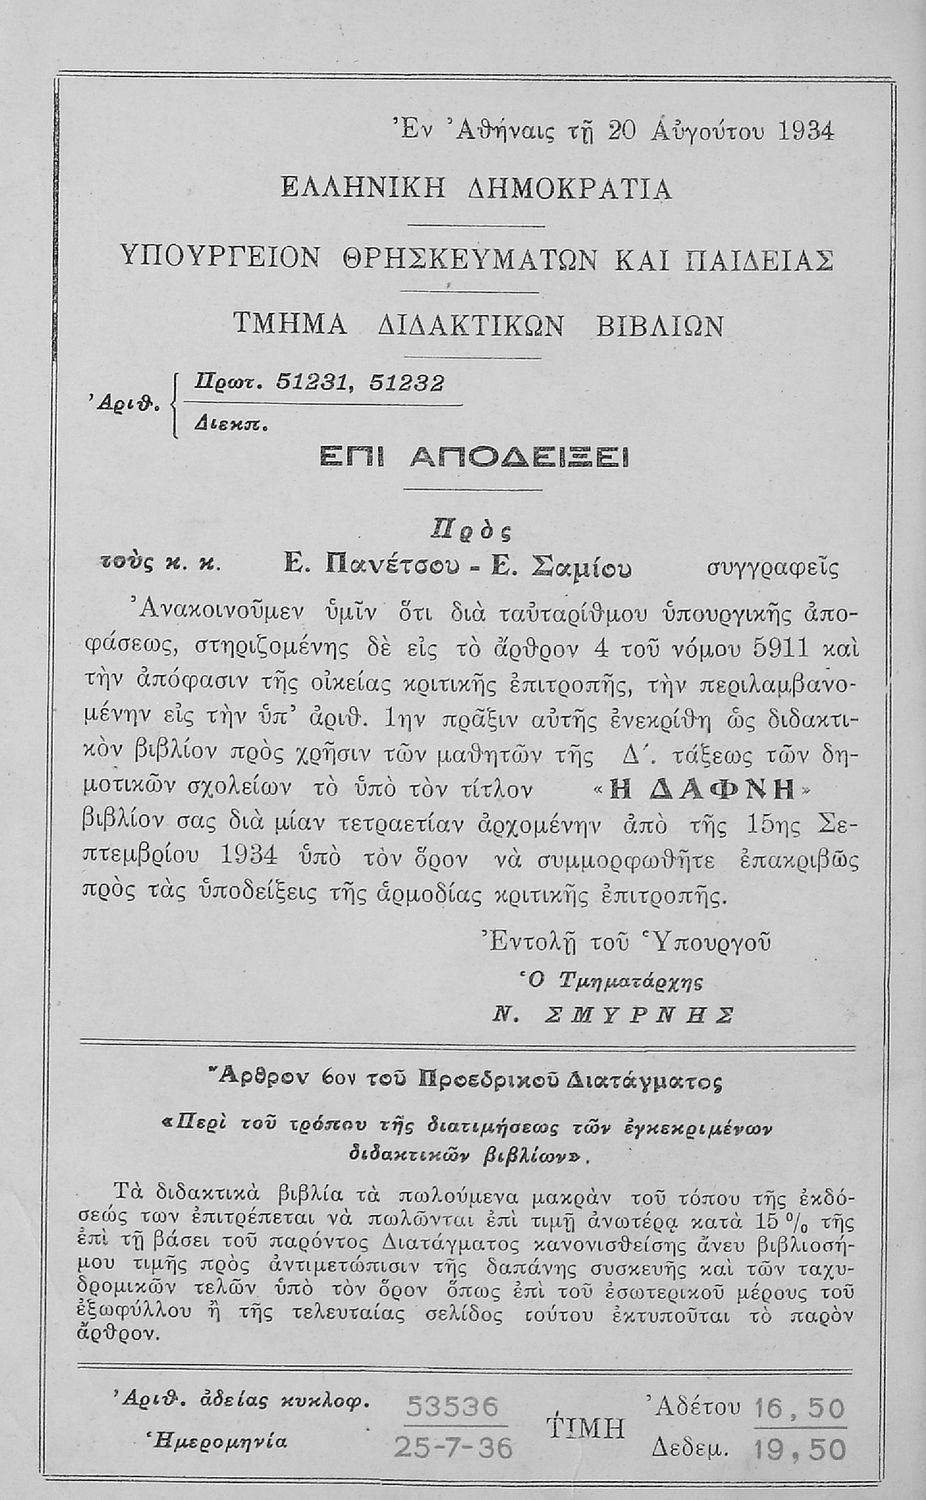 Ἐν Ἀθήναις τῇ 20 Αὐγούτου 1934
ΕΛΛΗΝΙΚΗ ΔΗΜΟΚΡΑΤΙΑ
ΥΠΟΥΡΓΕΙΟΝ ΘΡΗΣΚΕΥΜΑΤΩΝ ΚΑΙ ΠΑΙΔΕΙΑΣ
ΤΜΗΜΑ ΔΙΔΑΚΤΙΚΩΝ ΒΙΒΛΙΩΝ
Πρωτ. 51231, 51232
Ἀριθ.
Διεκπ.
ΕΠΙ ΑΠΟΔΕΙΞΕΙ
Πρὸς
τοὺς κ. κ. Ε. Πανέτσου - Ε. Σαμίου συγγραφεῖς
Ἀνακοινοῦμεν ὑμῖν ὅτι διὰ ταὐταρίθμου ὑπουργικῆς ἀπο-
φάσεως, στηριζομένης δὲ εἰς τὸ ἄρθρον 4 τοῦ νόμου 5911 καὶ
τὴν ἀπόφασιν τῆς οἰκείας κριτικῆς ἐπιτροπῆς, τὴν περιλαμβανο-
μένην εἰς τὴν ὑπ' ἀριθ. 1ην πρᾶξιν αὐτῆς ἐνεκρίθη ὡς διδακτι-
κὸν βιβλίον πρὸς χρῆσιν τῶν μαθητῶν τῆς Δ΄. τάξεως τῶν δη-
μοτικῶν σχολείων τὸ ὑπὸ τὸν τίτλον «Η ΔΑΦΝΗ»
βιβλίον σας διὰ μίαν τετραετίαν ἀρχομένην ἀπὸ τῆς 15ης Σε-
πτεμβρίου 1934 ὑπὸ τὸν ὅρον νὰ συμμορφωθῆτε ἐπακριβῶς
πρὸς τὰς ὑποδείξεις τῆς ἁρμοδίας κριτικῆς ἐπιτροπῆς.
Ἐντολῇ τοῦ Ὑπουργοῦ
Ὁ Τμηματάρχης
Ν. ΣΜΥΡΝΗΣ
Ἄρθρον 6ον τοῦ Προεδρικοῦ Διατάγματος
«Περὶ τοῦ τρόπου τῆς διατιμήσεως τῶν ἐγκεκριμένων
διδακτικῶν βιβλίων».
Τὰ διδακτικὰ βιβλία τὰ πωλούμενα μακρὰν τοῦ τόπου τῆς ἐκδό-
σεώς των ἐπιτρέπεται νὰ πωλῶνται ἐπὶ τιμῇ ἀνωτέρᾳ κατὰ 15% τῆς
ἐπὶ τῇ βάσει τοῦ παρόντος Διατάγματος κανονισθείσης ἄνευ βιβλιοσή-
μου τιμῆς πρὸς ἀντιμετώπισιν τῆς δαπάνης συσκευῆς καὶ τῶν ταχυ-
δρομικῶν τελῶν ὑπὸ τὸν ὅρον ὅπως ἐπὶ τοῦ ἐσωτερικοῦ μέρους τοῦ
ἐξωφύλλου ἢ τῆς τελευταίας σελίδος τούτου ἐκτυποῦται τὸ παρὸν
ἄρθρον.
Ἀριθ. ἀδείας κυκλοφ. 53536
Ἡμερομηνία 25-7-36
ΤΙΜΗ
Ἀδέτου 16,50
Δεδεμ. 19,50